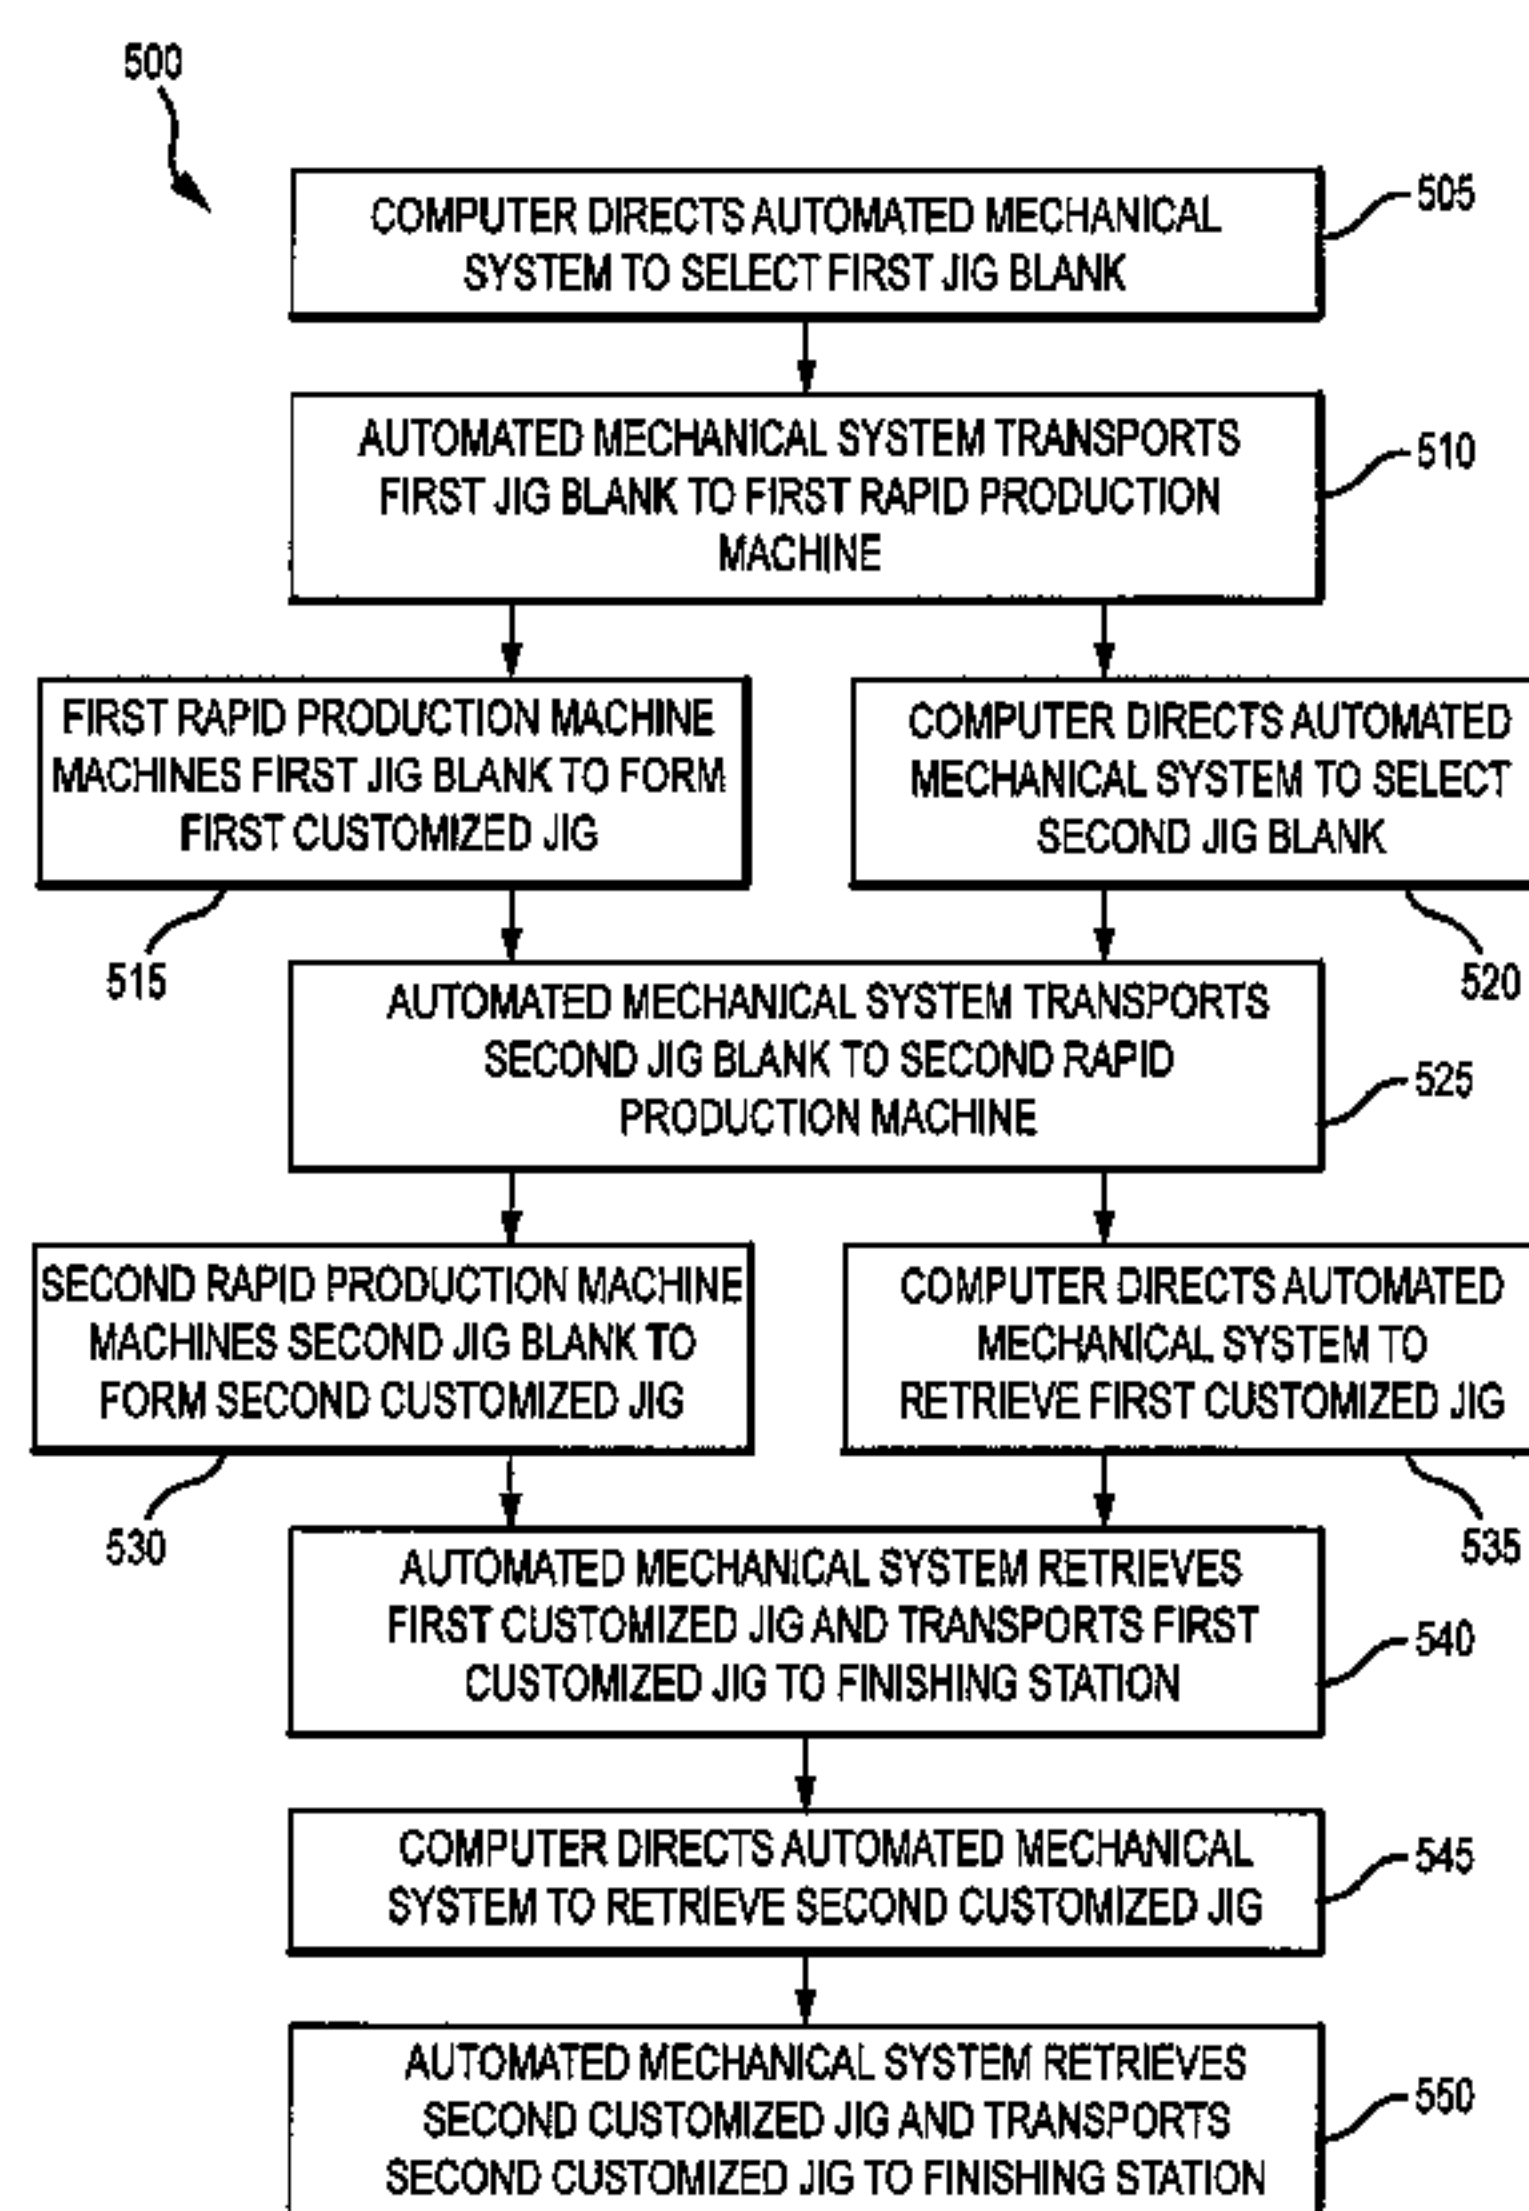 500
COMPUTER DIRECTS AUTOMATED MECHANICAL
SYSTEM TO SELECT FIRST JIG BLANK
505
AUTOMATED MECHANICAL SYSTEM TRANSPORTS
FIRST JIG BLANK TO FIRST RAPID PRODUCTION
MACHINE
510
FIRST RAPID PRODUCTION MACHINE
MACHINES FIRST JIG BLANK TO FORM
FIRST CUSTOMIZED JIG
515
COMPUTER DIRECTS AUTOMATED
MECHANICAL SYSTEM TO SELECT
SECOND JIG BLANK
520
AUTOMATED MECHANICAL SYSTEM TRANSPORTS
SECOND JIG BLANK TO SECOND RAPID
PRODUCTION MACHINE
525
SECOND RAPID PRODUCTION MACHINE
MACHINES SECOND JIG BLANK TO
FORM SECOND CUSTOMIZED JIG
530
COMPUTER DIRECTS AUTOMATED
MECHANICAL SYSTEM TO
RETRIEVE FIRST CUSTOMIZED JIG
535
AUTOMATED MECHANICAL SYSTEM RETRIEVES
FIRST CUSTOMIZED JIG AND TRANSPORTS FIRST
CUSTOMIZED JIG TO FINISHING STATION
540
COMPUTER DIRECTS AUTOMATED MECHANICAL
SYSTEM TO RETRIEVE SECOND CUSTOMIZED JIG
545
AUTOMATED MECHANICAL SYSTEM RETRIEVES
SECOND CUSTOMIZED JIG AND TRANSPORTS
SECOND CUSTOMIZED JIG TO FINISHING STATION
550